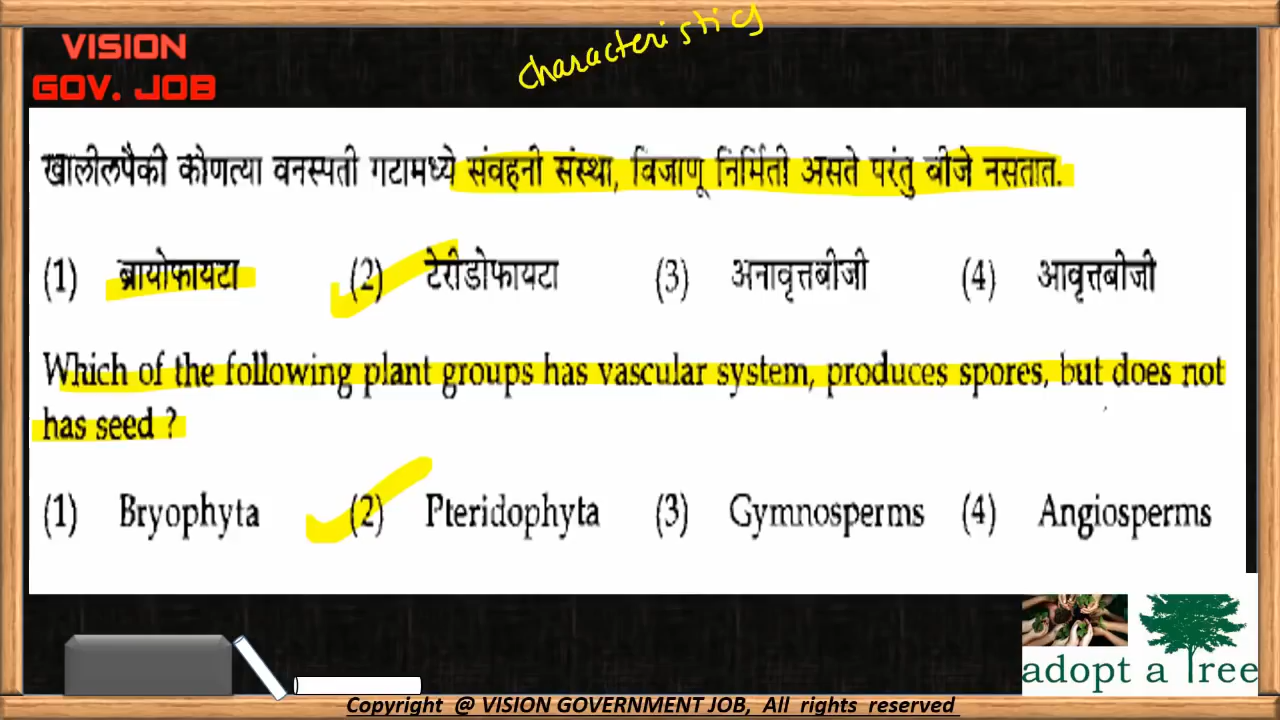 characteristics
VISION
GOV. JOB
खालीलपैकी कोणत्या वनस्पती गटामध्ये संवहनी संस्था, विजाणू निर्मिती असते परंतु बीजे नसतात.
(1) ब्रायोफायटा (2) टेरीडोफायटा (3) अनावृत्तबीजी (4) आवृत्तबीजी
Which of the following plant groups has vascular system, produces spores, but does not
has seed ?
(1) Bryophyta (2) Pteridophyta (3) Gymnosperms (4) Angiosperms
adopt a Tree
Copyright @ VISION GOVERNMENT JOB, All rights reserved